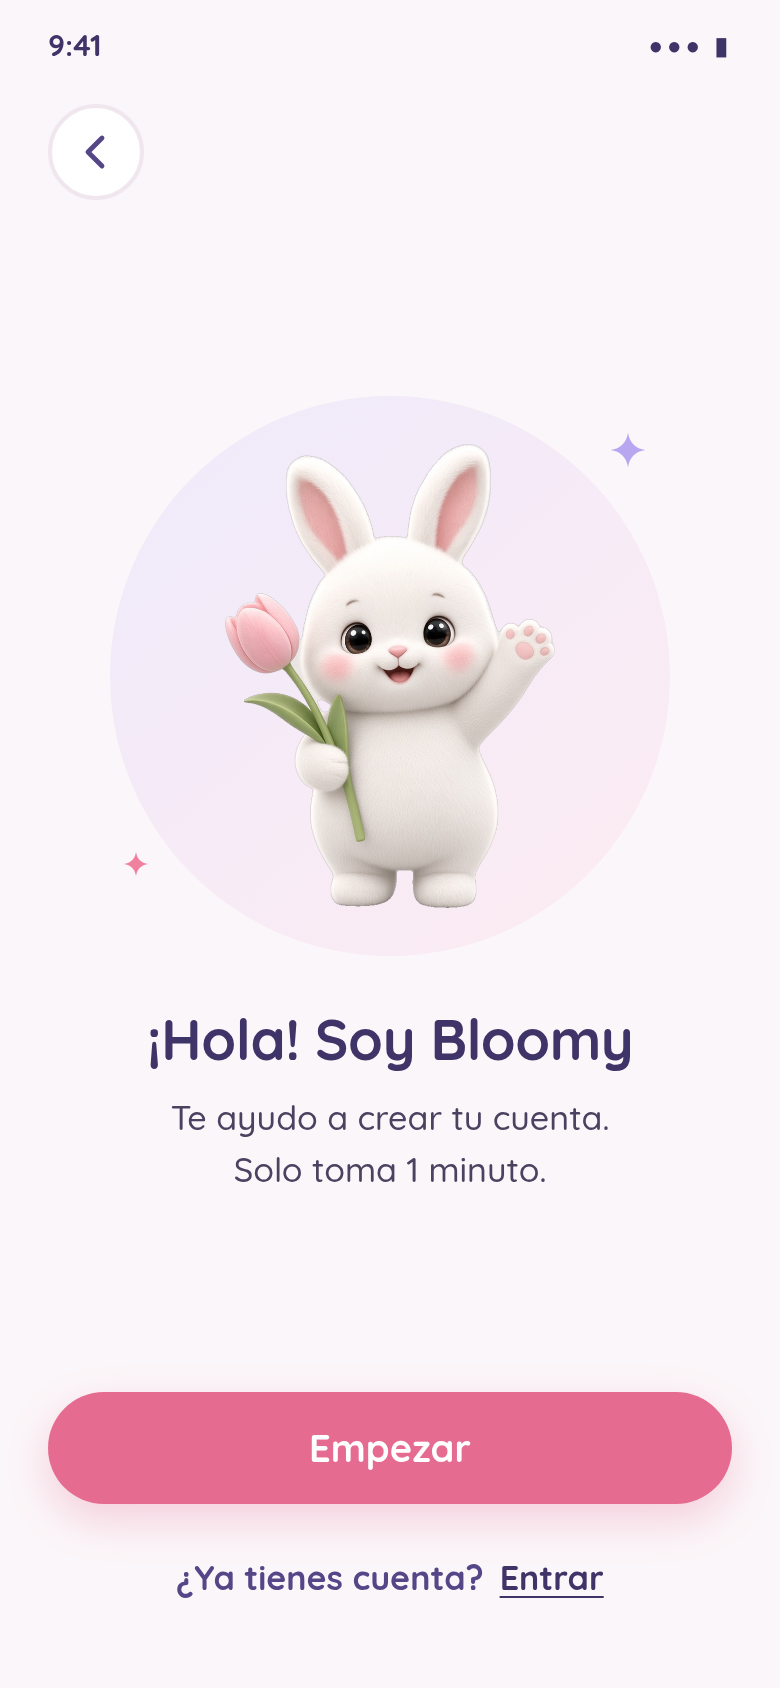 9:41
¡Hola! Soy Bloomy
Te ayudo a crear tu cuenta.
Solo toma 1 minuto.
Empezar
¿Ya tienes cuenta? Entrar